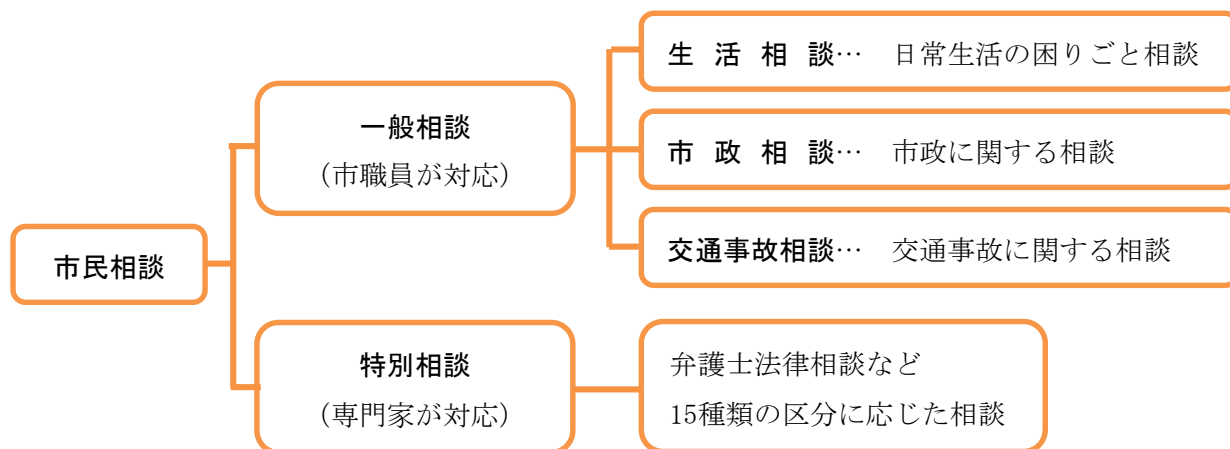 市民相談
一般相談
(市職員が対応)
生 活 相 談… 日常生活の困りごと相談
市 政 相 談… 市政に関する相談
交通事故相談… 交通事故に関する相談
特別相談
(専門家が対応)
弁護士法律相談など
15種類の区分に応じた相談